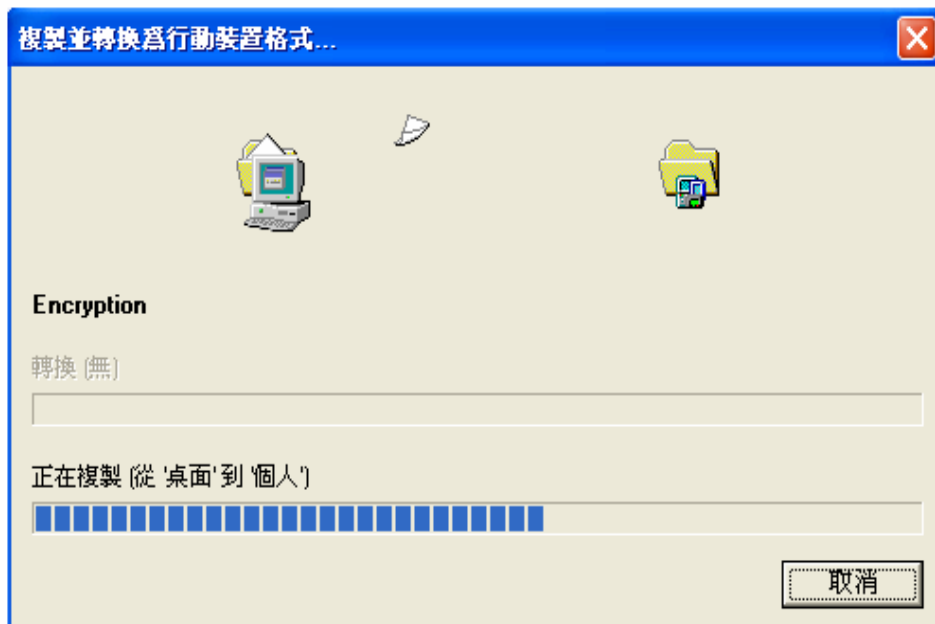 複製並轉換爲行動裝置格式...
Encryption
轉換 (無)
正在複製 (從 '桌面' 到 '個人')
取消